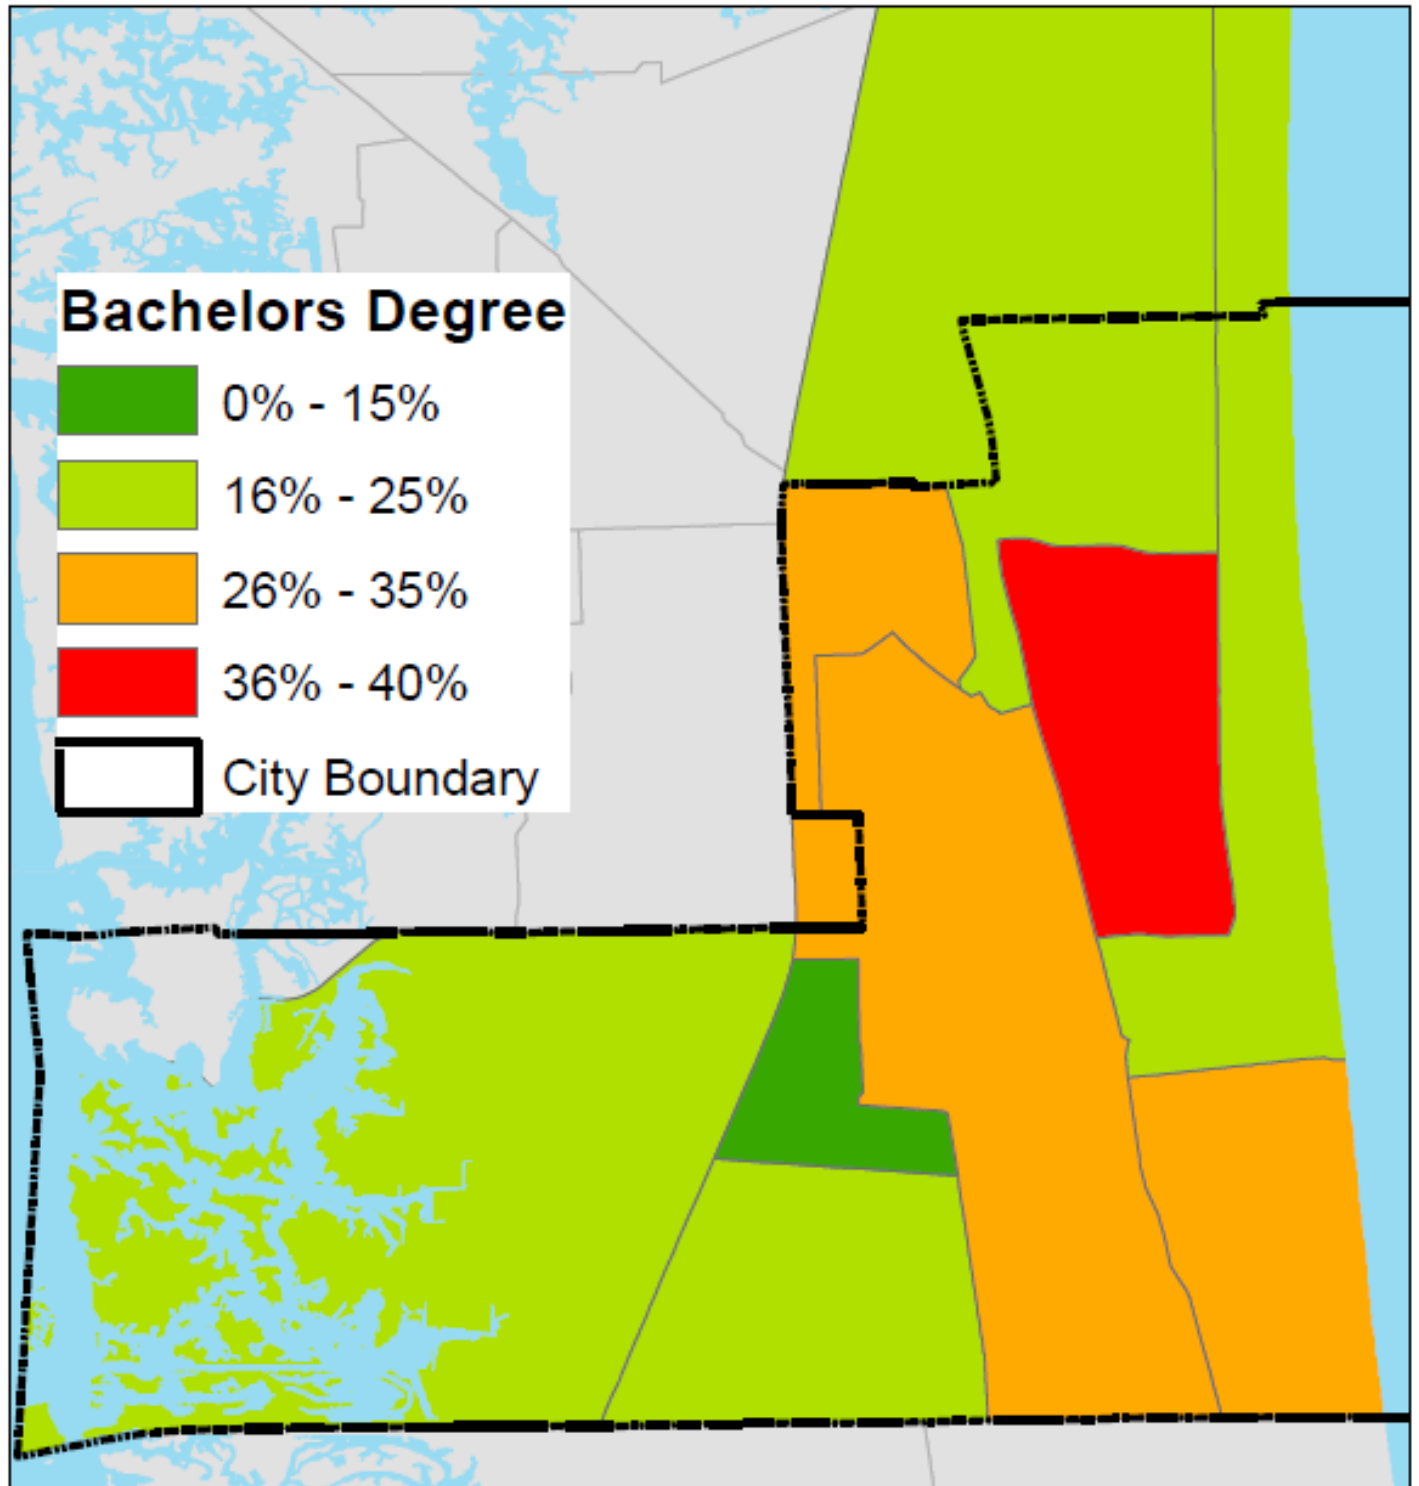 Bachelors Degree
0% - 15%
16% - 25%
26% - 35%
36% - 40%
City Boundary